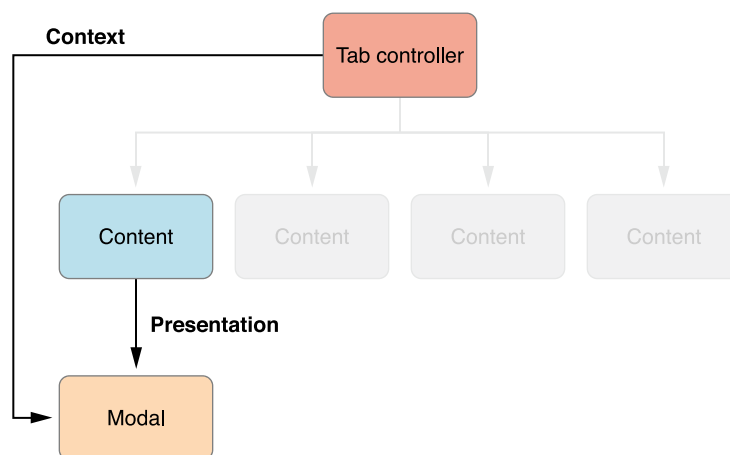 Context
Tab controller
Content
Content
Content
Content
Presentation
Modal